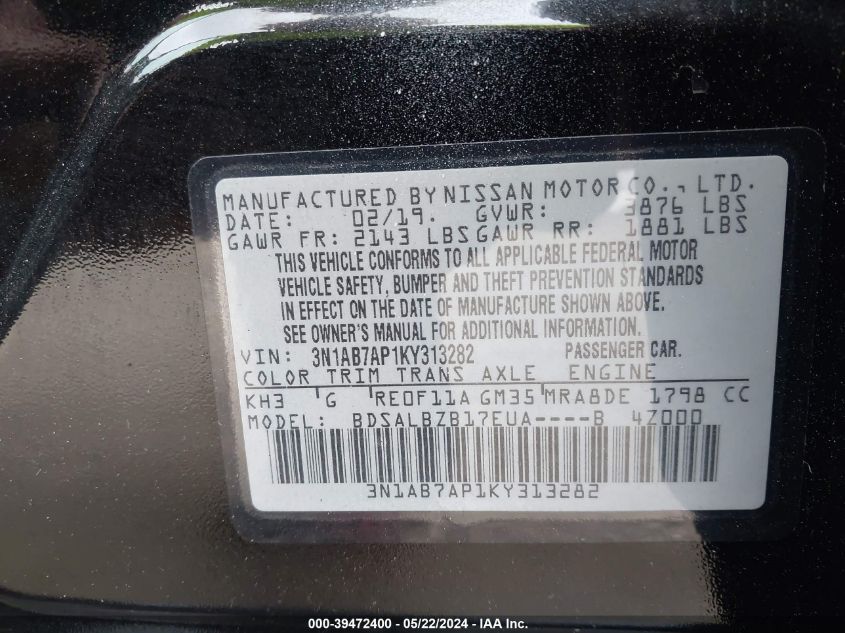 MANUFACTURED BY NISSAN MOTOR CO., LTD.
DATE: 02/19. GVWR: 3876 LBS
GAWR FR: 2143 LBS GAWR RR: 1881 LBS
THIS VEHICLE CONFORMS TO ALL APPLICABLE FEDERAL MOTOR
VEHICLE SAFETY, BUMPER AND THEFT PREVENTION STANDARDS
IN EFFECT ON THE DATE OF MANUFACTURE SHOWN ABOVE.
SEE OWNER'S MANUAL FOR ADDITIONAL INFORMATION.
VIN: 3N1AB7AP1KY313282 PASSENGER CAR.
COLOR TRIM TRANS AXLE ENGINE
KH3 G RE0F11A GM35 MRA8DE 1798 CC
MODEL: BDSALBZB17EUA----B 4Z000
3N1AB7AP1KY313282
000-39472400 - 05/22/2024 - IAA Inc.